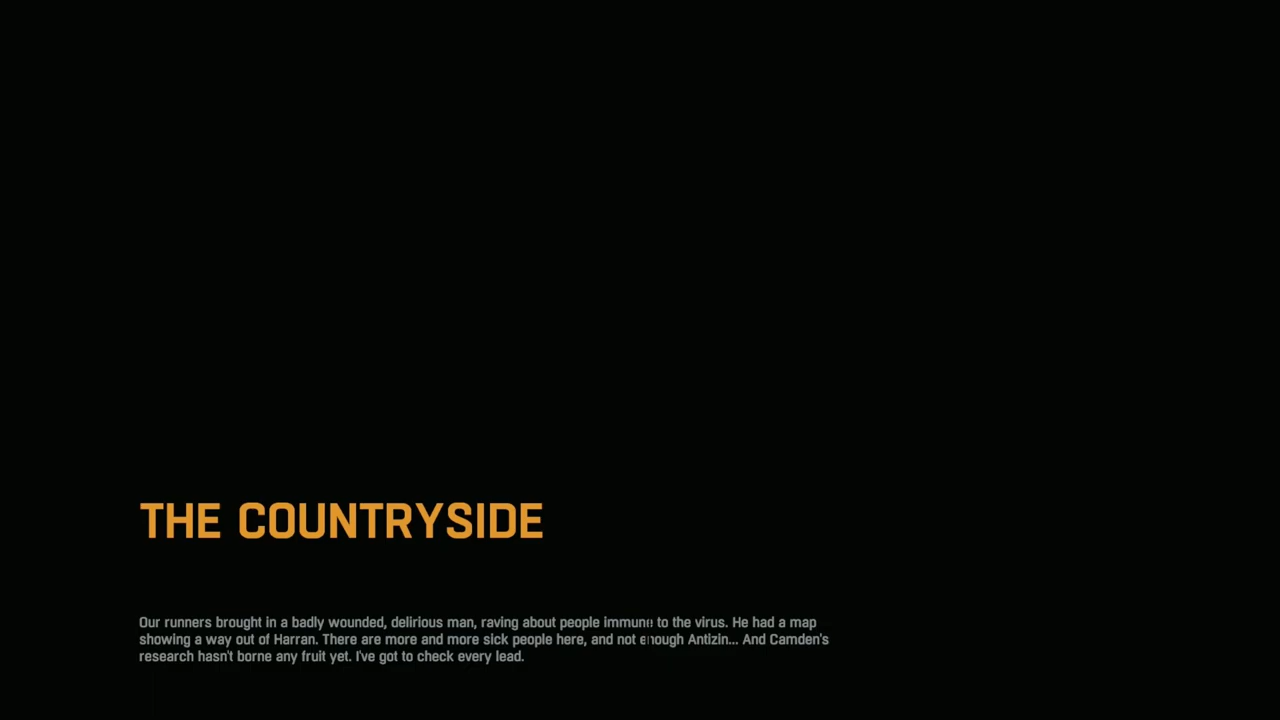 THE COUNTRYSIDE
Our runners brought in a badly wounded, delirious man, raving about people immune to the virus. He had a map
showing a way out of Harran. There are more and more sick people here, and not enough Antizin... And Camden's
research hasn't borne any fruit yet. I've got to check every lead.